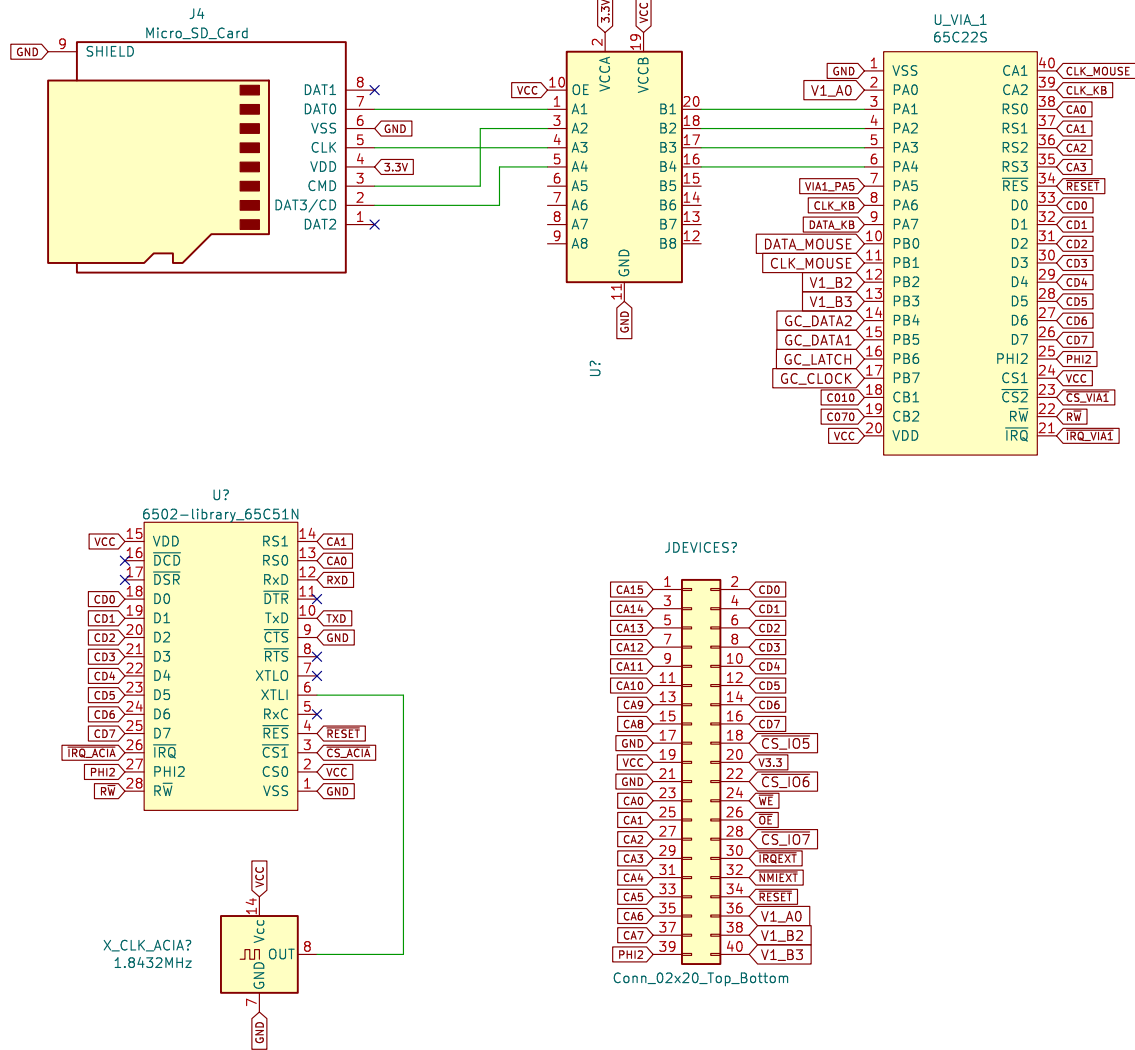 J4
Micro_SD_Card
GND 9 SHIELD
DAT1 8
DAT0 7
VSS 6 GND
CLK 5
VDD 4 3.3V
CMD 3
DAT3/CD 2
DAT2 1
3.3V VCC
2 19
VCCA VCCB
VCC 10 OE
1 A1 B1 20
3 A2 B2 18
4 A3 B3 17
5 A4 B4 16
6 A5 B5 15
7 A6 B6 14
8 A7 B7 13
9 A8 B8 12
GND
11
GND
U?
U_VIA_1
65C22S
GND 1 VSS CA1 40 CLK_MOUSE
V1_A0 2 PA0 CA2 39 CLK_KB
3 PA1 RS0 38 CA0
4 PA2 RS1 37 CA1
5 PA3 RS2 36 CA2
6 PA4 RS3 35 CA3
VIA1_PA5 7 PA5 RES 34 RESET
CLK_KB 8 PA6 D0 33 CD0
DATA_KB 9 PA7 D1 32 CD1
DATA_MOUSE 10 PB0 D2 31 CD2
CLK_MOUSE 11 PB1 D3 30 CD3
V1_B2 12 PB2 D4 29 CD4
V1_B3 13 PB3 D5 28 CD5
GC_DATA2 14 PB4 D6 27 CD6
GC_DATA1 15 PB5 D7 26 CD7
GC_LATCH 16 PB6 PHI2 25 PHI2
GC_CLOCK 17 PB7 CS1 24 VCC
C010 18 CB1 CS2 23 CS_VIA1
C070 19 CB2 RW 22 RW
VCC 20 VDD IRQ 21 IRQ_VIA1
U?
6502-library_65C51N
VCC 15 VDD RS1 14 CA1
16 DCD RS0 13 CA0
17 DSR RxD 12 RXD
CD0 18 D0 DTR 11
CD1 19 D1 TxD 10 TXD
CD2 20 D2 CTS 9 GND
CD3 21 D3 RTS 8
CD4 22 D4 XTLO 7
CD5 23 D5 XTLI 6
CD6 24 D6 RxC 5
CD7 25 D7 RES 4 RESET
IRQ_ACIA 26 IRQ CS1 3 CS_ACIA
PHI2 27 PHI2 CS0 2 VCC
RW 28 RW VSS 1 GND
VCC
14
Vcc
X_CLK_ACIA?
1.8432MHz
OUT 8
GND
7
GND
JDEVICES?
CA15 1 2 CD0
CA14 3 4 CD1
CA13 5 6 CD2
CA12 7 8 CD3
CA11 9 10 CD4
CA10 11 12 CD5
CA9 13 14 CD6
CA8 15 16 CD7
GND 17 18 CS_IO5
VCC 19 20 V3.3
GND 21 22 CS_IO6
CA0 23 24 WE
CA1 25 26 OE
CA2 27 28 CS_IO7
CA3 29 30 IRQEXT
CA4 31 32 NMIEXT
CA5 33 34 RESET
CA6 35 36 V1_A0
CA7 37 38 V1_B2
PHI2 39 40 V1_B3
Conn_02x20_Top_Bottom